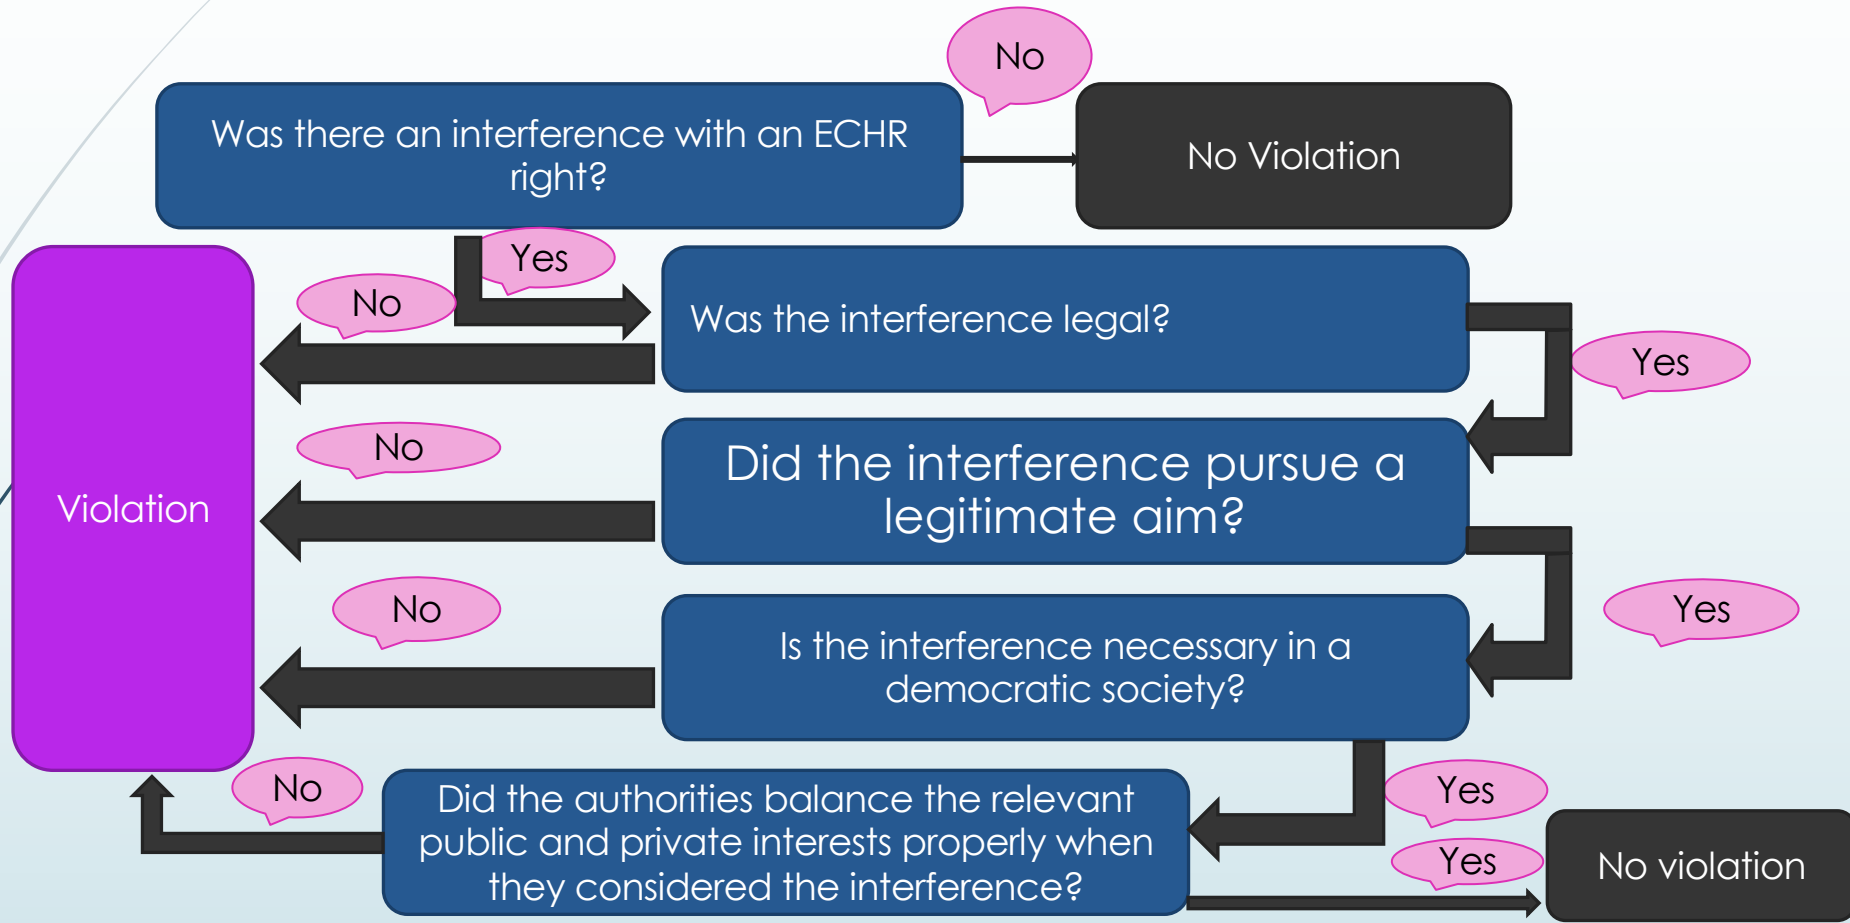 No
Was there an interference with an ECHR
right?
No Violation
Yes
No
Was the interference legal?
Yes
No
Did the interference pursue a
legitimate aim?
Violation
No
Is the interference necessary in a
democratic society?
Yes
No
Did the authorities balance the relevant
public and private interests properly when
they considered the interference?
Yes
Yes
No violation